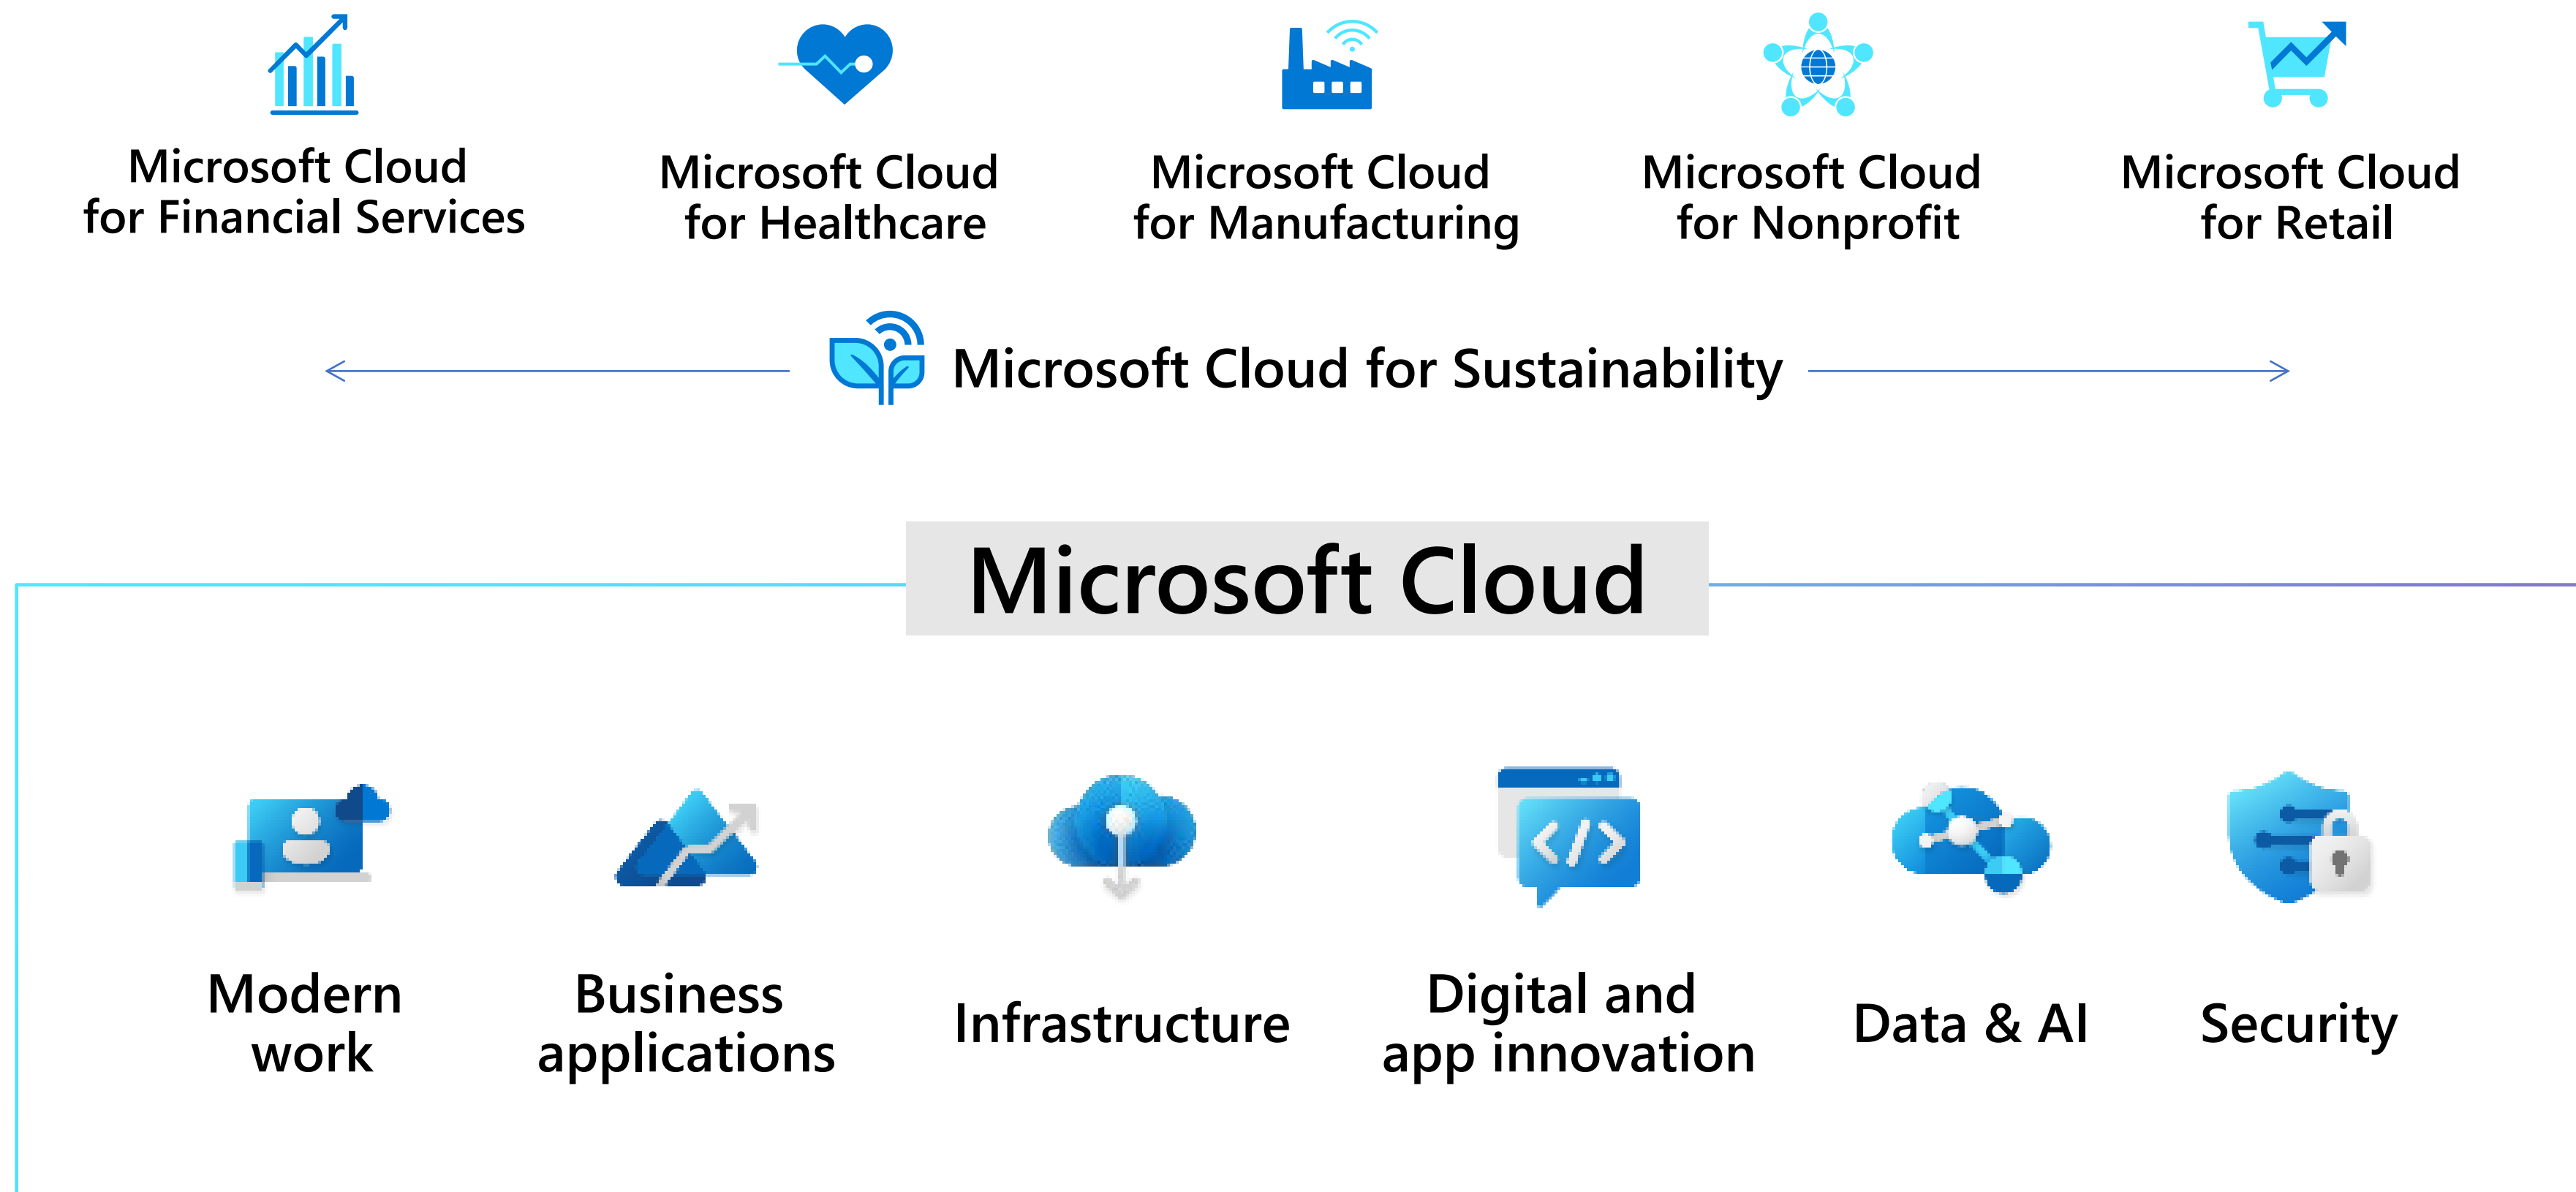 Microsoft Cloud
for Financial Services
Microsoft Cloud
for Healthcare
Microsoft Cloud
for Manufacturing
Microsoft Cloud
for Nonprofit
Microsoft Cloud
for Retail
Microsoft Cloud for Sustainability
Microsoft Cloud
Modern
work
Business
applications
Infrastructure
</>
Digital and
app innovation
Data & AI
Security